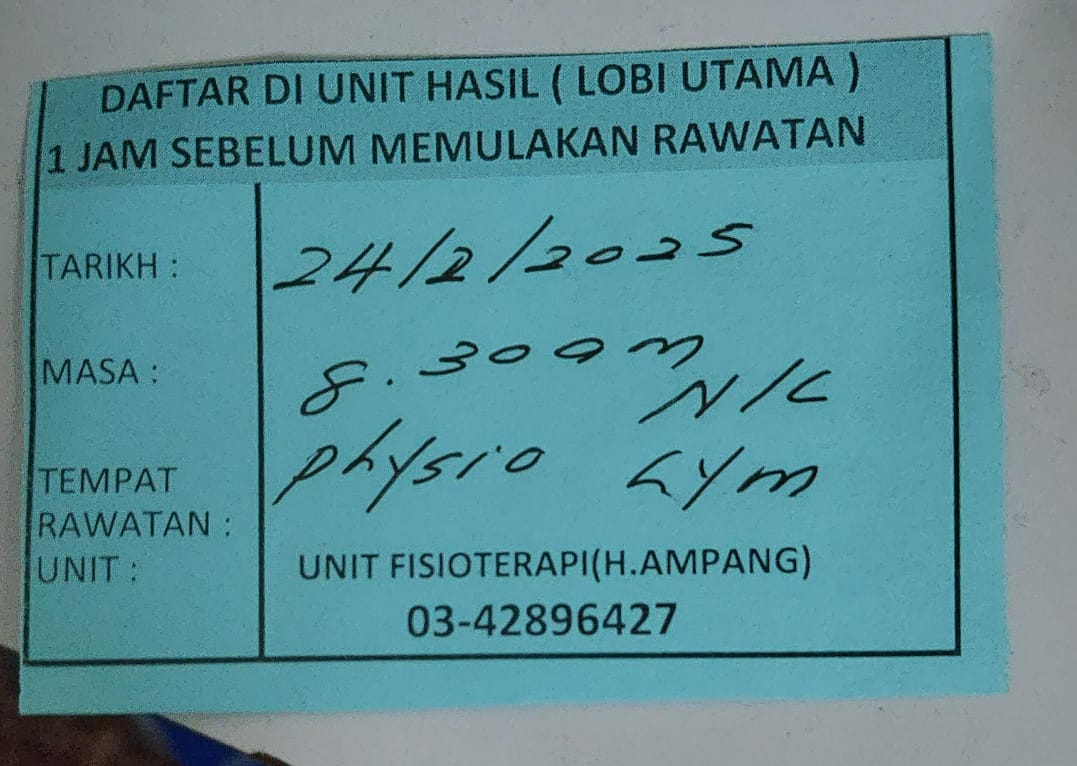 DAFTAR DI UNIT HASIL ( LOBI UTAMA )
1 JAM SEBELUM MEMULAKAN RAWATAN
TARIKH : 24/2/2025
MASA : 8.30am
N/C
TEMPAT physio Gym
RAWATAN :
UNIT : UNIT FISIOTERAPI(H.AMPANG)
03-42896427